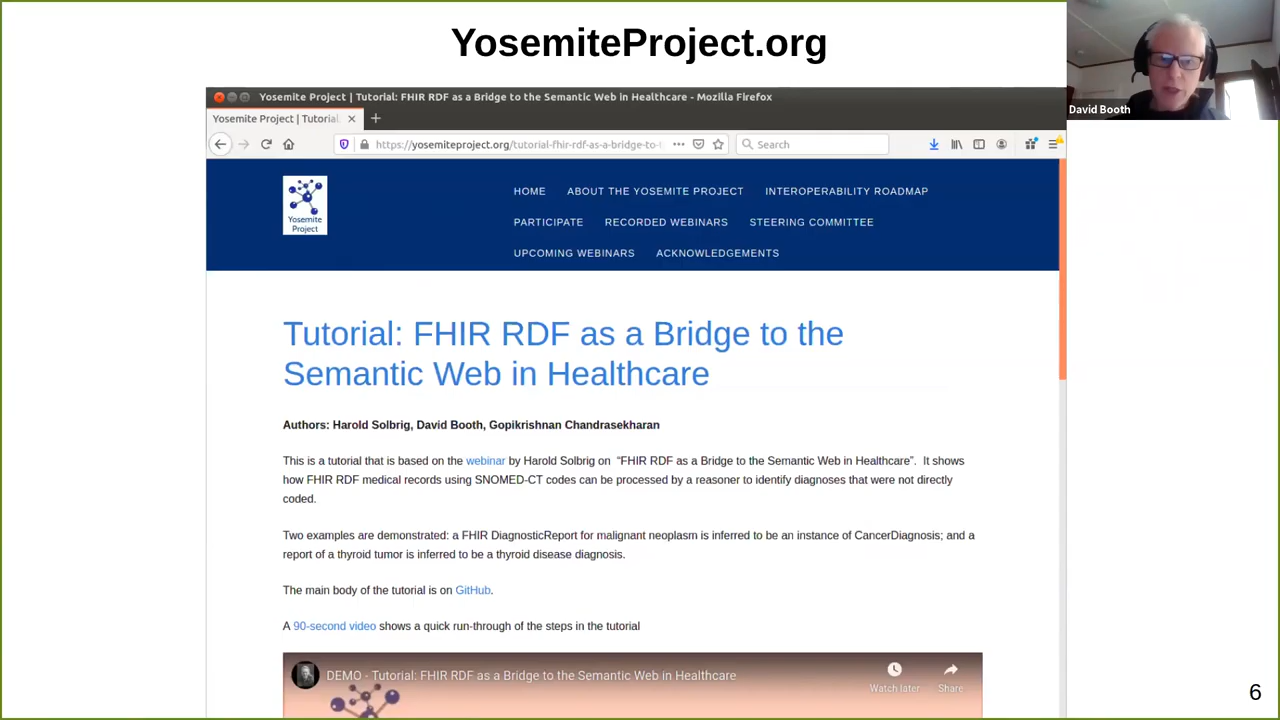 YosemiteProject.org
David Booth
Yosemite Project | Tutorial: FHIR RDF as a Bridge to the Semantic Web in Healthcare - Mozilla Firefox
Yosemite Project | Tutorial
https://yosemiteproject.org/tutorial-fhir-rdf-as-a-bridge-to-
Search
Yosemite
Project
HOME ABOUT THE YOSEMITE PROJECT INTEROPERABILITY ROADMAP
PARTICIPATE RECORDED WEBINARS STEERING COMMITTEE
UPCOMING WEBINARS ACKNOWLEDGEMENTS
Tutorial: FHIR RDF as a Bridge to the
Semantic Web in Healthcare
Authors: Harold Solbrig, David Booth, Gopikrishnan Chandrasekharan
This is a tutorial that is based on the webinar by Harold Solbrig on “FHIR RDF as a Bridge to the Semantic Web in Healthcare”. It shows
how FHIR RDF medical records using SNOMED-CT codes can be processed by a reasoner to identify diagnoses that were not directly
coded.
Two examples are demonstrated: a FHIR DiagnosticReport for malignant neoplasm is inferred to be an instance of CancerDiagnosis; and a
report of a thyroid tumor is inferred to be a thyroid disease diagnosis.
The main body of the tutorial is on GitHub.
A 90-second video shows a quick run-through of the steps in the tutorial
DEMO - Tutorial: FHIR RDF as a Bridge to the Semantic Web in Healthcare
Watch later Share
6